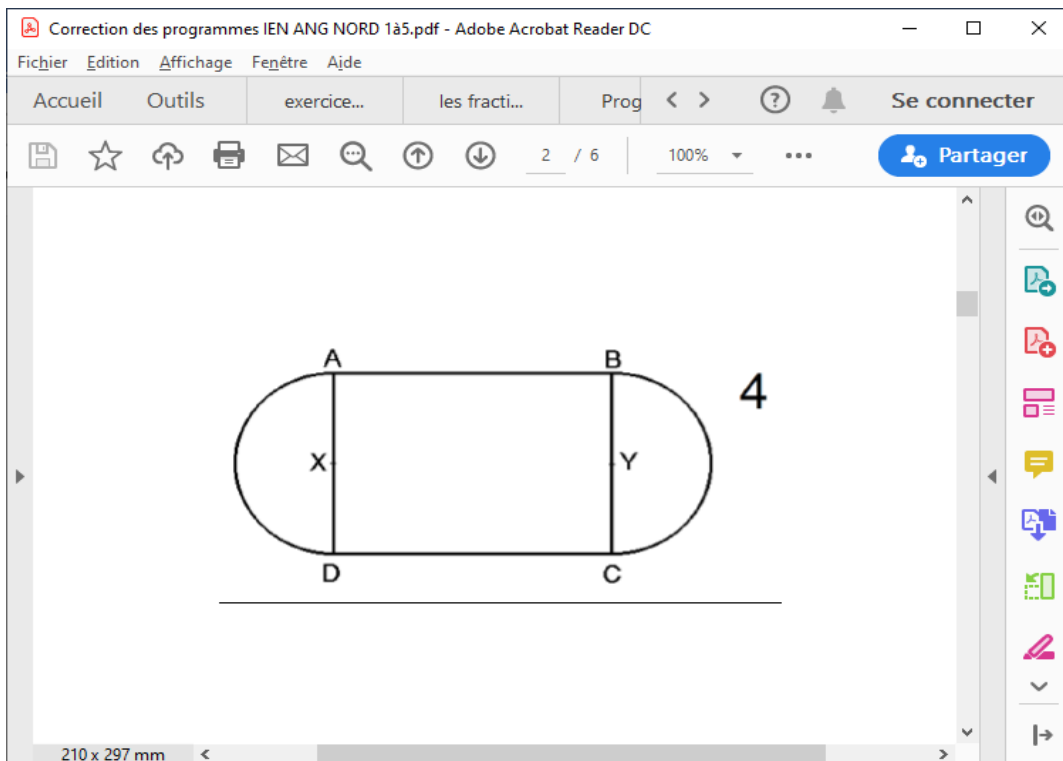 Correction des programmes IEN ANG NORD 1à5.pdf - Adobe Acrobat Reader DC
Fichier Edition Affichage Fenêtre Aide
Accueil Outils exercice... les fracti... Prog Se connecter
2 / 6 100% Partager
A B
4
X Y
D C
210 x 297 mm